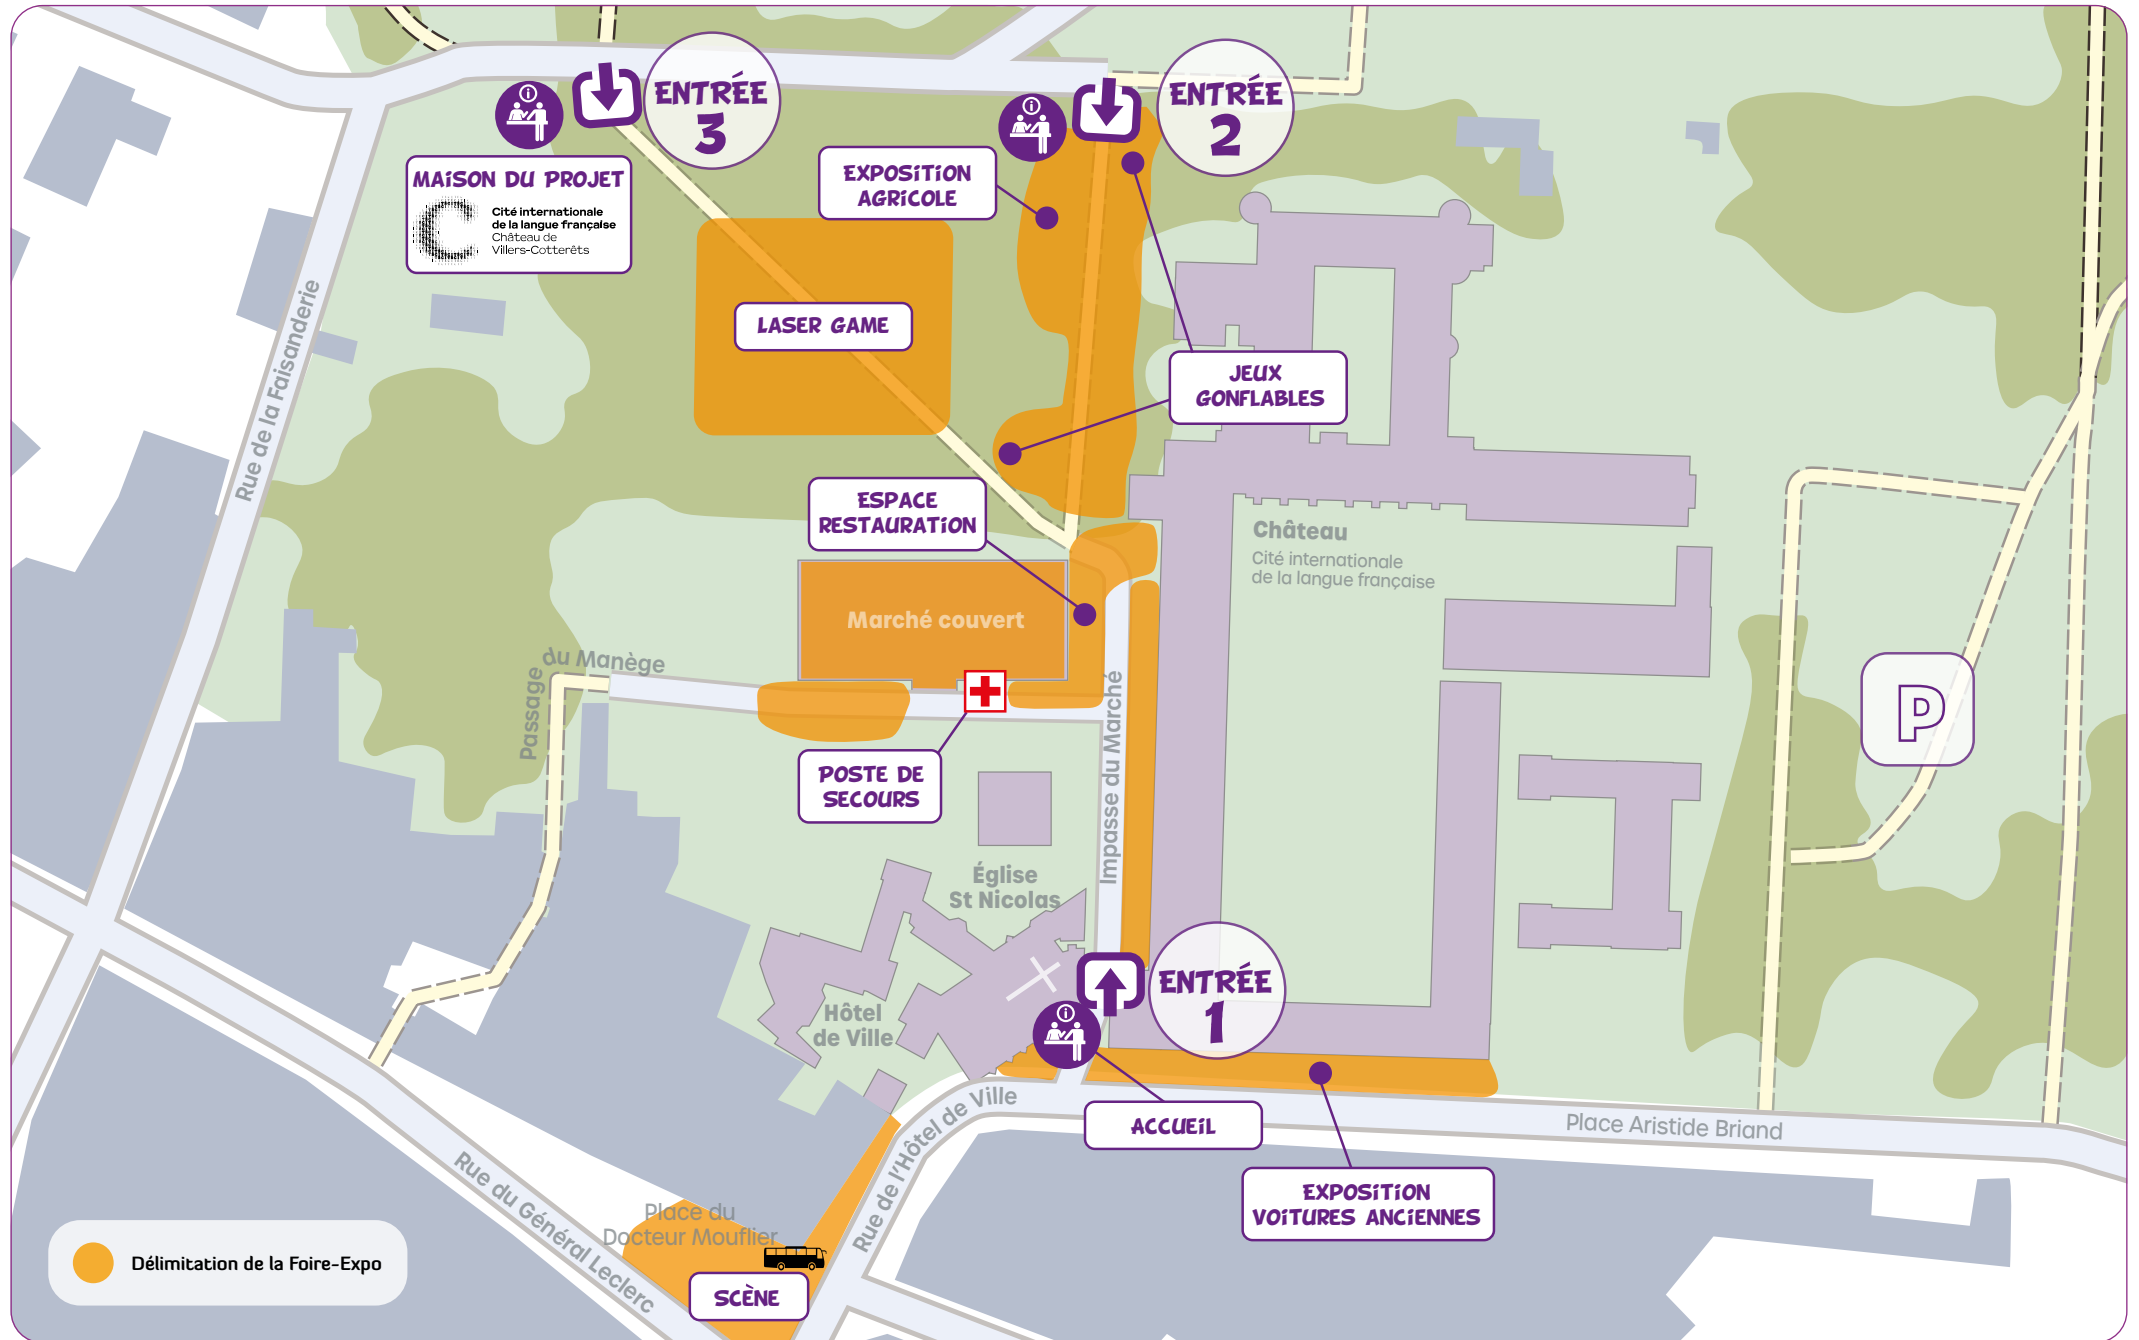 ENTRÉE
3
ENTRÉE
2
MAISON DU PROJET
Cité internationale
de la langue française
Château de
Villers-Cotterêts
EXPOSITION
AGRICOLE
LASER GAME
JEUX
GONFLABLES
Rue de la Faisanderie
ESPACE
RESTAURATION
Château
Cité internationale
de la langue française
Marché couvert
Passage
du Manège
P
Impasse du Marché
POSTE DE
SECOURS
Église
St Nicolas
ENTRÉE
1
Hôtel
de Ville
ACCUEIL
Rue de l'Hôtel de Ville
Place Aristide Briand
EXPOSITION
VOITURES ANCIENNES
Rue du Général Leclerc
Place du
Docteur Mouflier
SCÈNE
Délimitation de la Foire-Expo